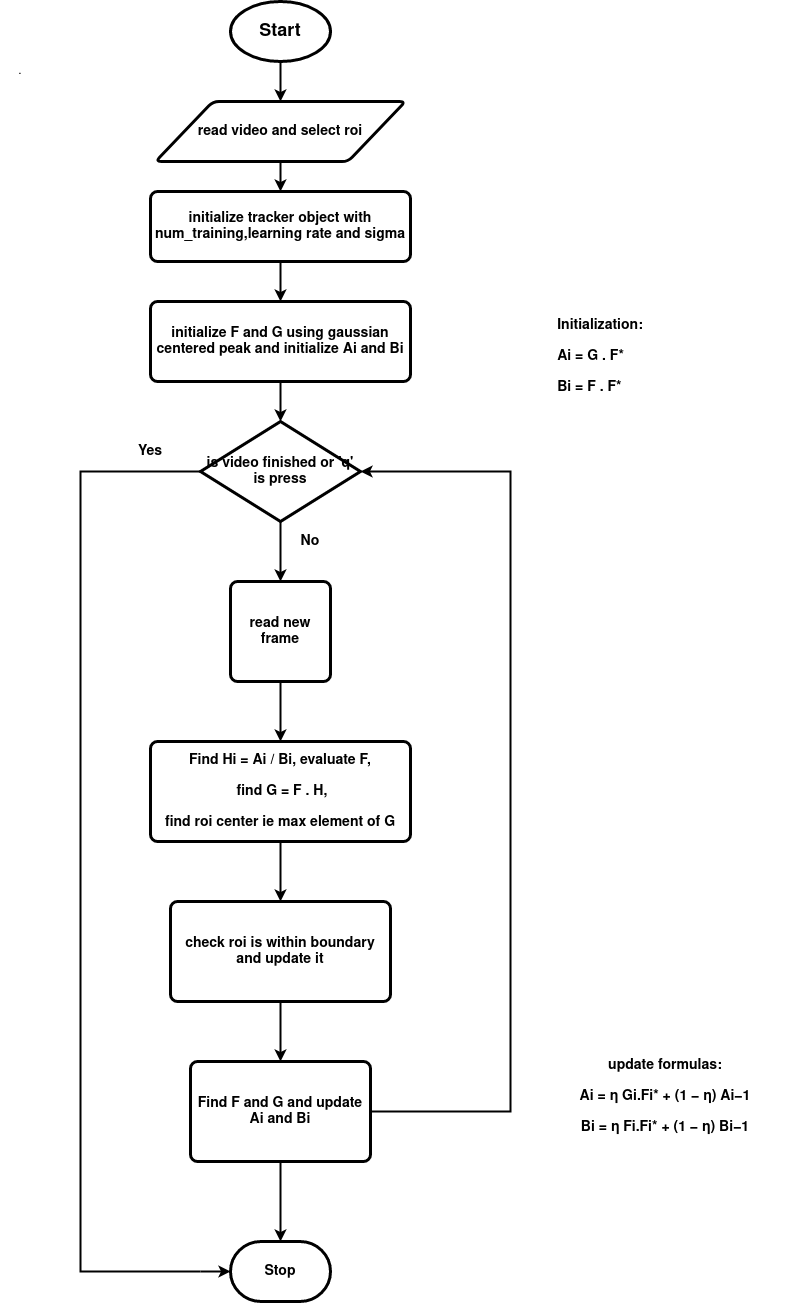 Start
.
read video and select roi
initialize tracker object with
num_training,learning rate and sigma
initialize F and G using gaussian
centered peak and initialize Ai and Bi
Initialization:
Ai = G . F*
Bi = F . F*
Yes
is video finished or 'q'
is press
No
read new
frame
Find Hi = Ai / Bi, evaluate F,
find G = F . H,
find roi center ie max element of G
check roi is within boundary
and update it
Find F and G and update
Ai and Bi
update formulas:
Ai = η Gi.Fi* + (1 − η) Ai−1
Bi = η Fi.Fi* + (1 − η) Bi−1
Stop